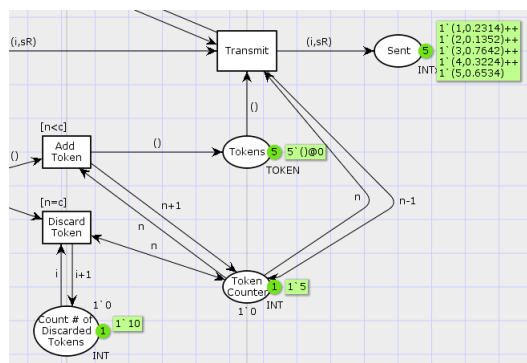 (i,sR)
Transmit
(i,sR)
Sent
5
1`(1,0.2314)++
1`(2,0.1352)++
1`(3,0.7642)++
1`(4,0.3224)++
1`(5,0.6534)
()
[n<c]
()
Add
Token
()
Tokens
5
5`()@0
TOKEN
n+1
n
n
n-1
[n=c]
Discard
Token
n
i
i+1
Token
Counter
1
1`5
INT
1`0
1`0
Count # of
Discarded
Tokens
1
1`10
INT